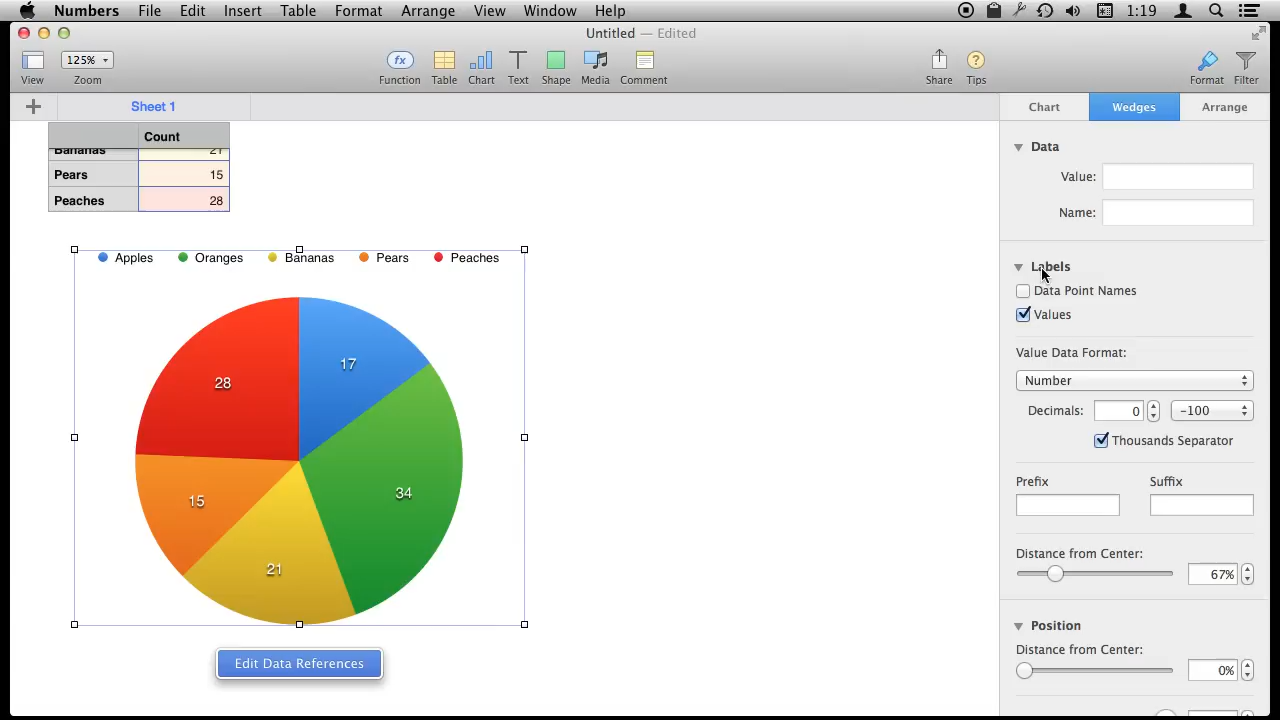 Numbers File Edit Insert Table Format Arrange View Window Help 1:19
Untitled — Edited
125%
View Zoom Function Table Chart Text Shape Media Comment Share Tips Format Filter
Sheet 1
Chart Wedges Arrange
Count
Bananas 21
Pears 15
Peaches 28
Apples Oranges Bananas Pears Peaches
17
34
21
15
28
Edit Data References
Data
Value:
Name:
Labels
Data Point Names
Values
Value Data Format:
Number
Decimals: 0 -100
Thousands Separator
Prefix Suffix
Distance from Center:
67%
Position
Distance from Center:
0%